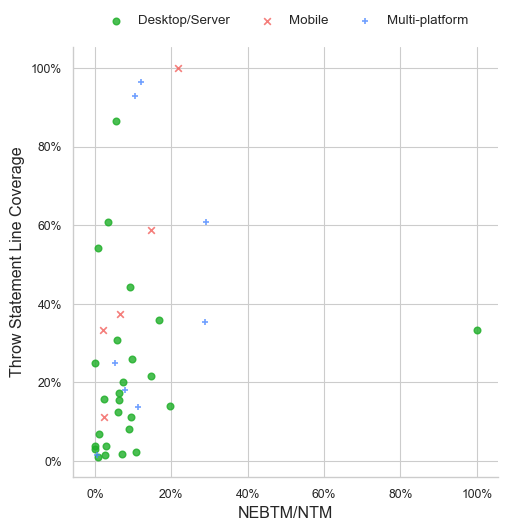 Desktop/Server Mobile Multi-platform
100%
80%
60%
40%
20%
0%
Throw Statement Line Coverage
0% 20% 40% 60% 80% 100%
NEBTM/NTM